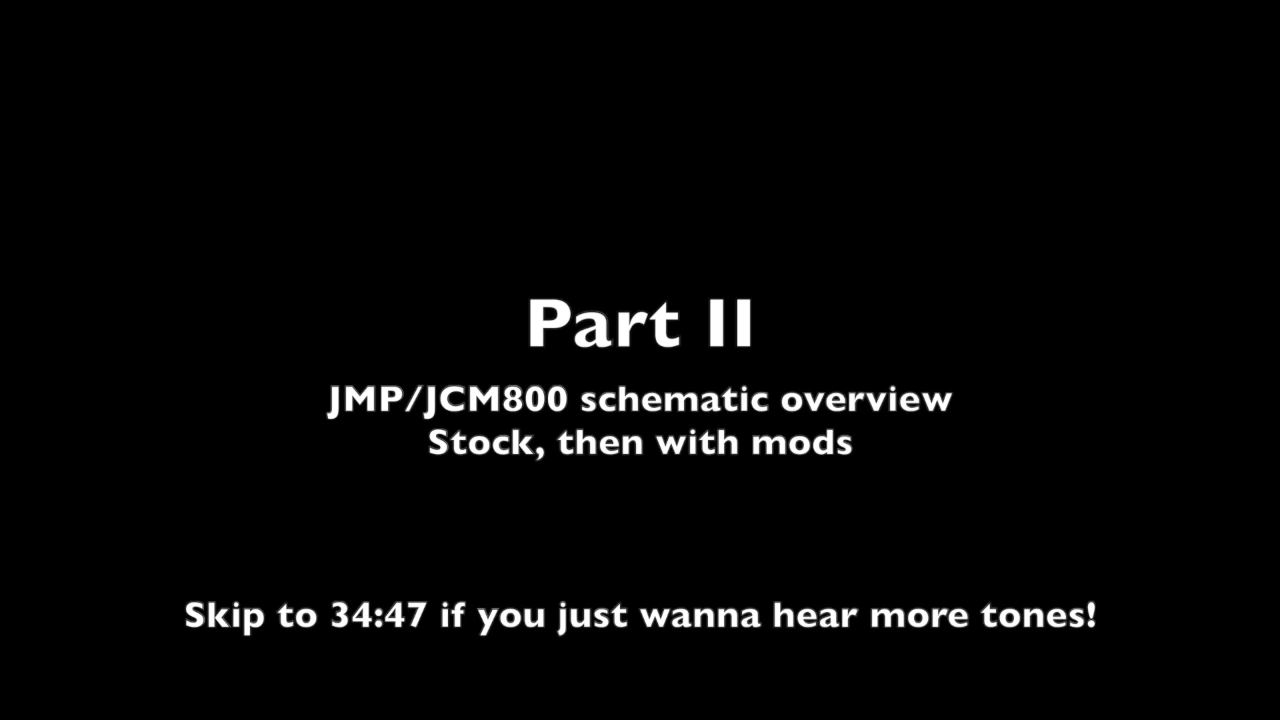 Part II
JMP/JCM800 schematic overview
Stock, then with mods
Skip to 34:47 if you just wanna hear more tones!